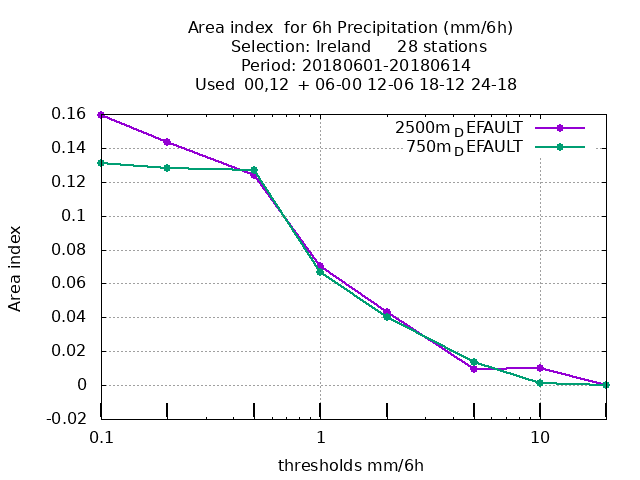 Area index  for 6h Precipitation (mm/6h)
Selection: Ireland     28 stations
Period: 20180601-20180614
Used  00,12  + 06-00 12-06 18-12 24-18
2500m_DEFAULT
750m_DEFAULT
0.16
0.14
0.12
0.1
0.08
0.06
0.04
0.02
0
-0.02
Area index
0.1
1
10
thresholds mm/6h